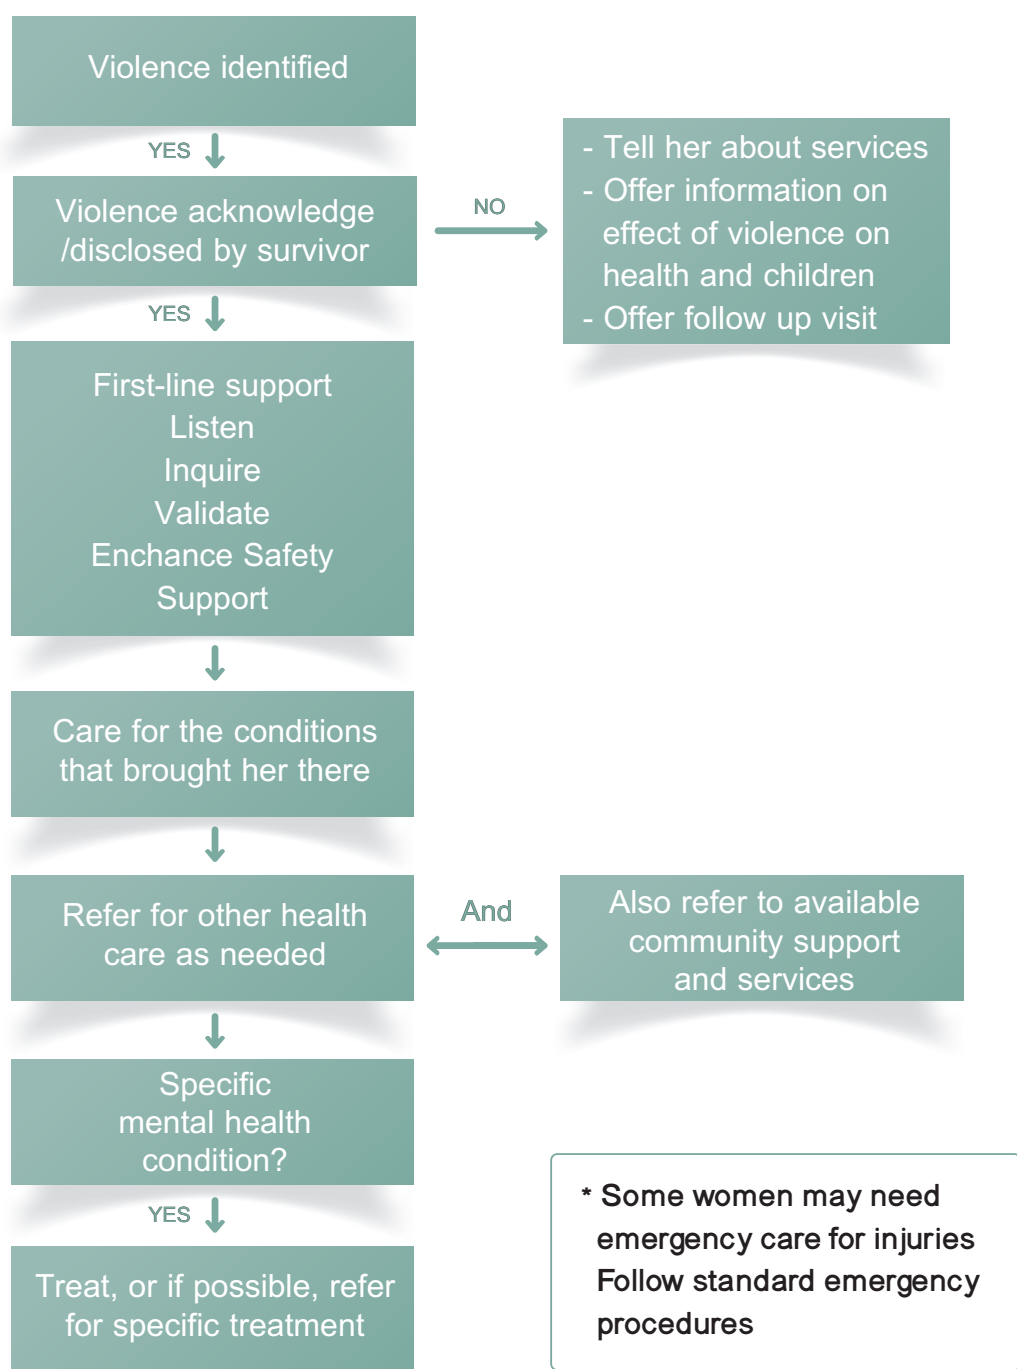 Violence identified
YES
Violence acknowledge
/disclosed by survivor
NO
- Tell her about services
- Offer information on
effect of violence on
health and children
- Offer follow up visit
YES
First-line support
Listen
Inquire
Validate
Enchance Safety
Support
Care for the conditions
that brought her there
Refer for other health
care as needed
And
Also refer to available
community support
and services
Specific
mental health
condition?
YES
Treat, or if possible, refer
for specific treatment
* Some women may need
emergency care for injuries
Follow standard emergency
procedures